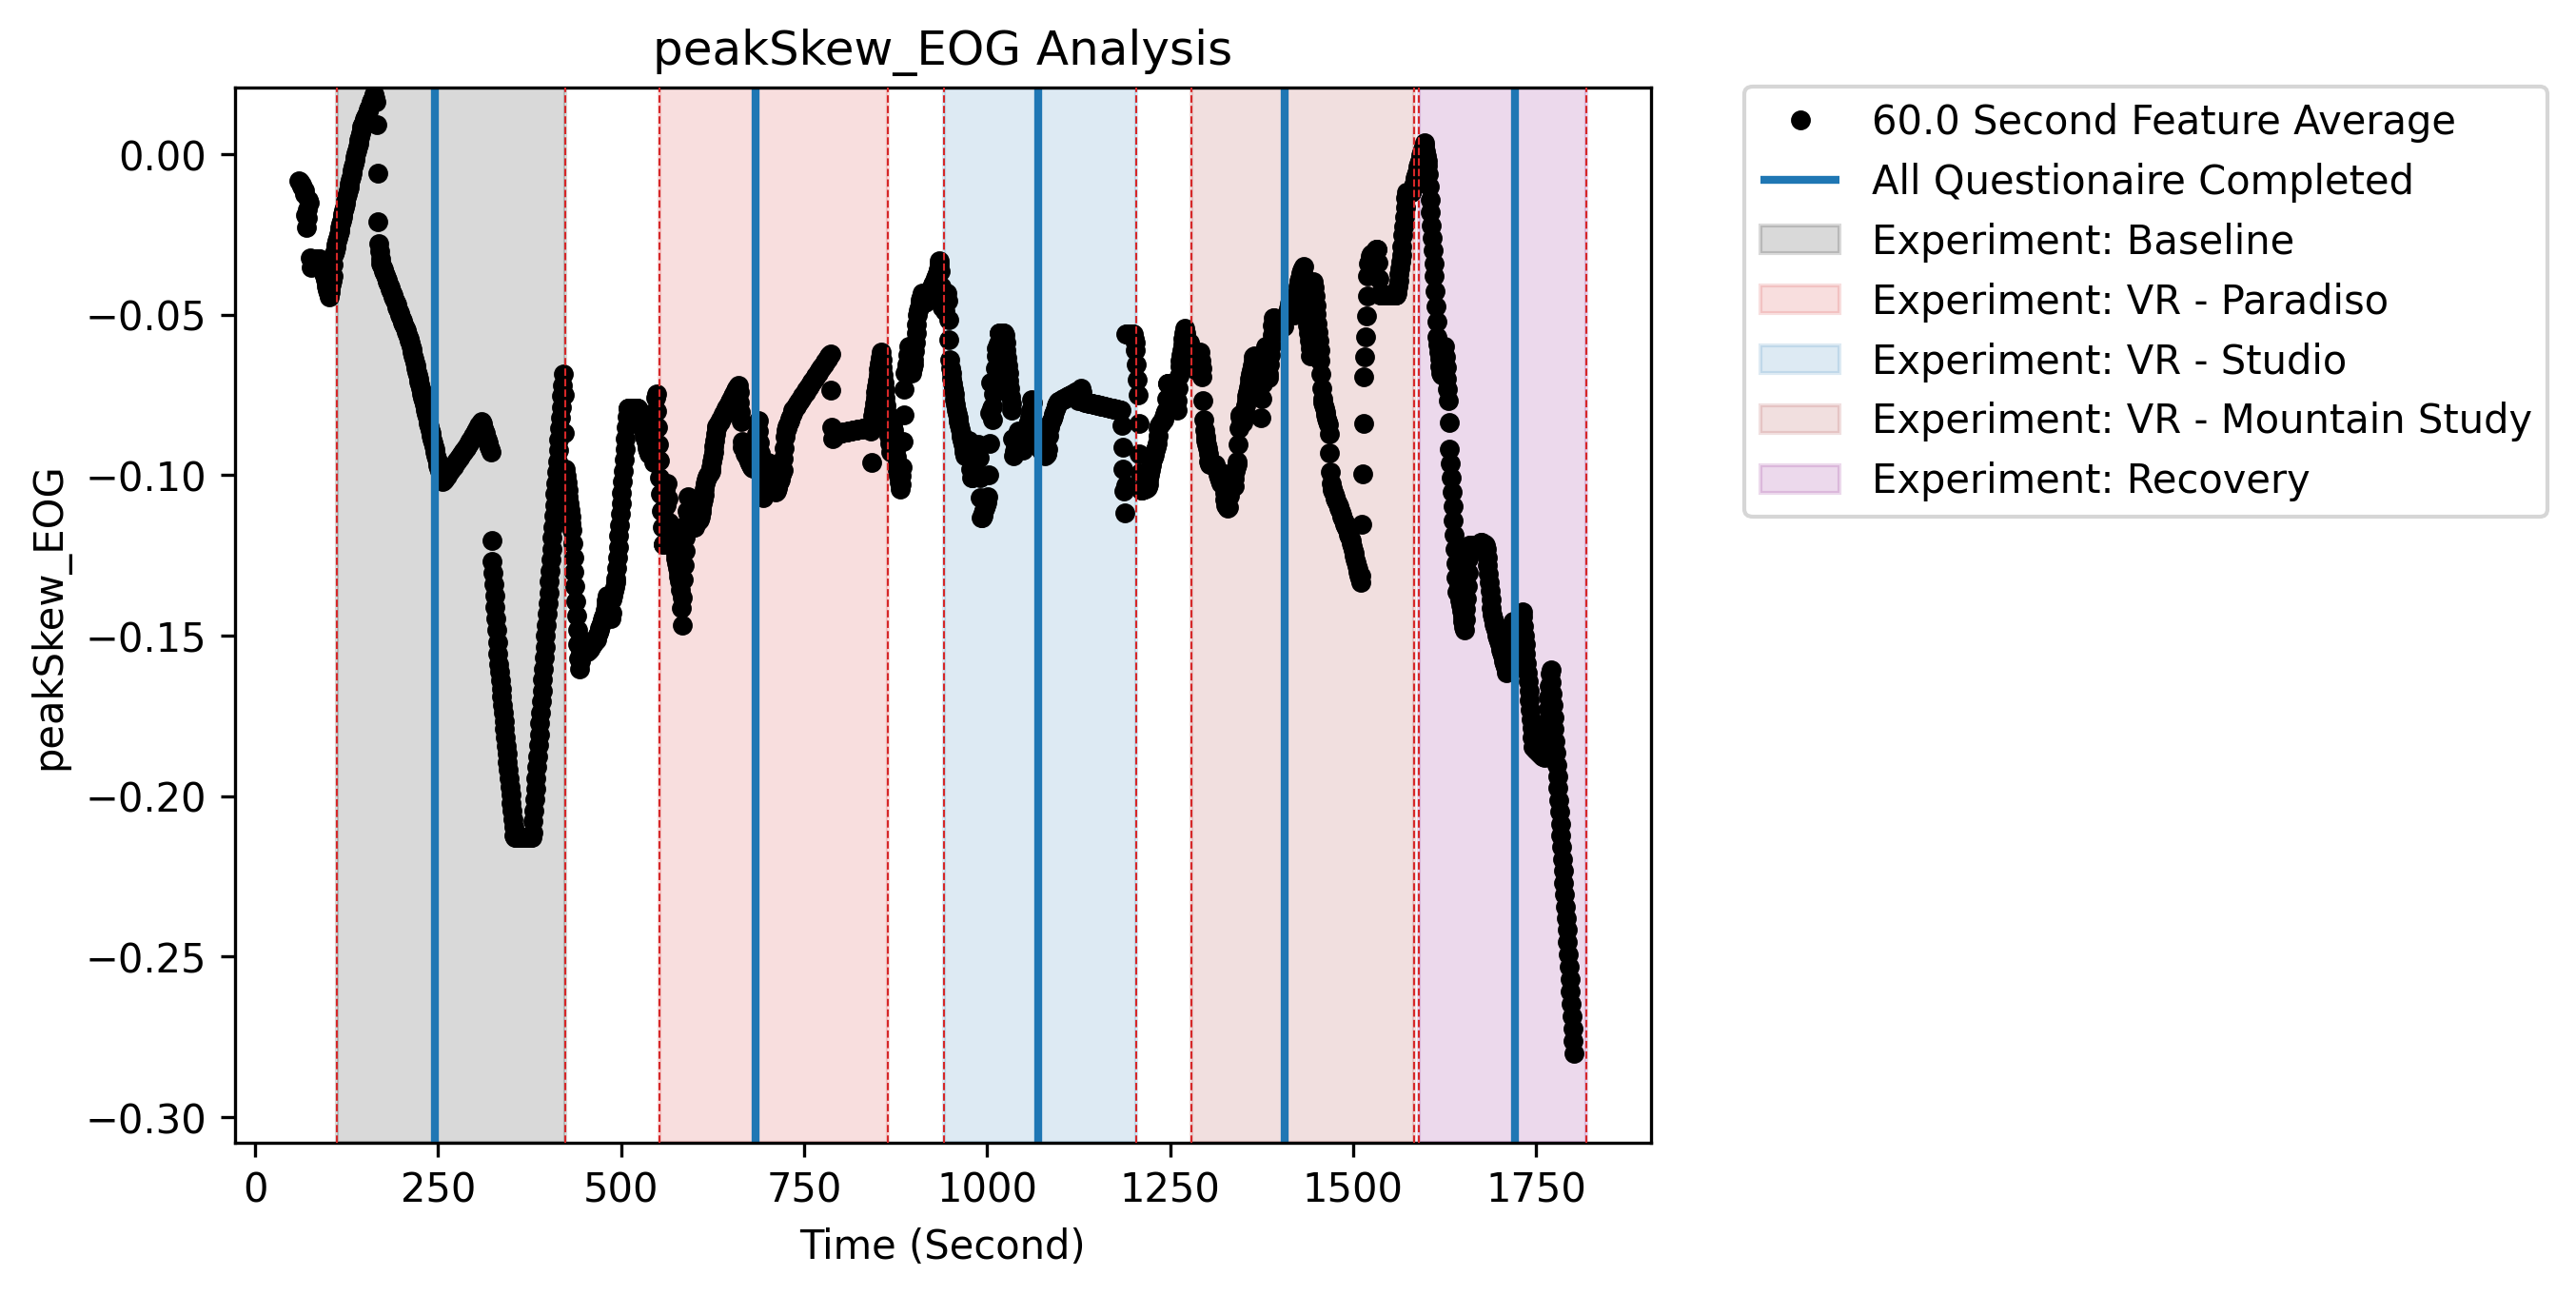 peakSkew_EOG Analysis
0.00
−0.05
−0.10
−0.15
−0.20
−0.25
−0.30
peakSkew_EOG
0 250 500 750 1000 1250 1500 1750
Time (Second)
60.0 Second Feature Average
All Questionaire Completed
Experiment: Baseline
Experiment: VR - Paradiso
Experiment: VR - Studio
Experiment: VR - Mountain Study
Experiment: Recovery